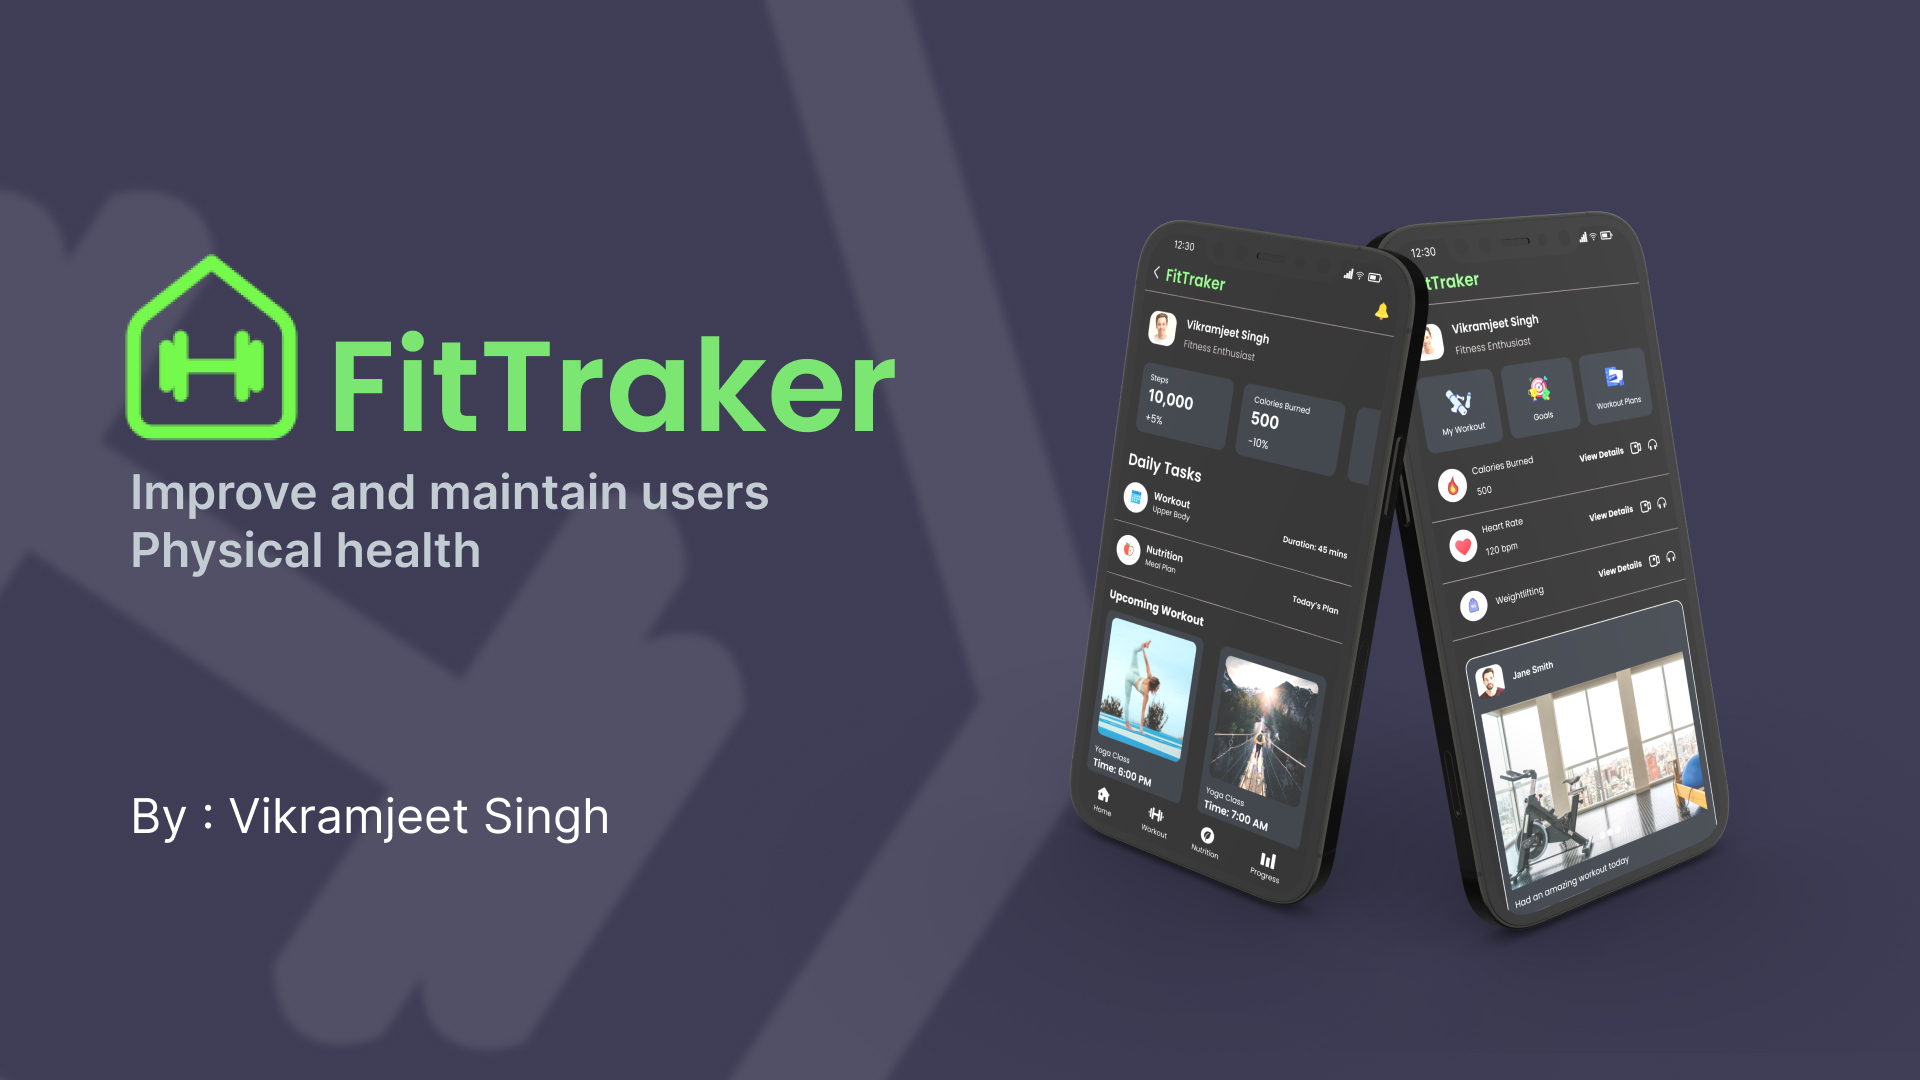 FitTraker
Improve and maintain users
Physical health
By : Vikramjeet Singh
12:30
FitTraker
Vikramjeet Singh
Fitness Enthusiast
Steps
10,000
+5%
Calories Burned
500
-10%
Daily Tasks
Workout
Upper Body
Duration: 45 mins
Nutrition
Meal Plan
Today's Plan
Upcoming Workout
Yoga Class
Time: 6:00 PM
Yoga Class
Time: 7:00 AM
Home
Workout
Nutrition
Progress
12:30
tTraker
Vikramjeet Singh
Fitness Enthusiast
My Workout
Goals
Workout Plans
Calories Burned
500
View Details
Heart Rate
120 bpm
View Details
Weightlifting
View Details
Jane Smith
Had an amazing workout today